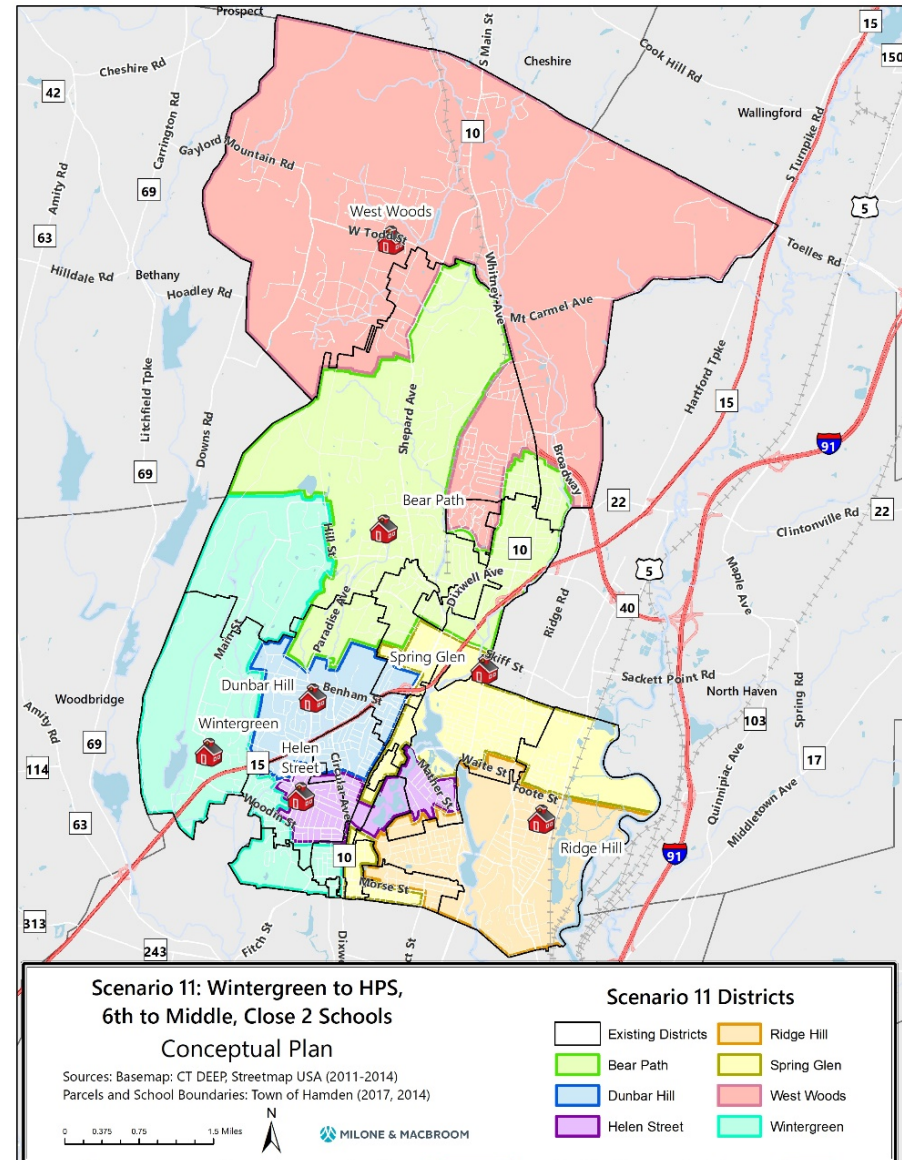 Prospect
Cheshire Rd
S Main St
Cheshire
Cook Hill Rd
15
150
42
Carrington Rd
Wallingford
Amity Rd
10
S Turnpike Rd
Gaylord Mountain Rd
69
5
63
West Woods
W Todd St
Toelles Rd
Hilldale Rd
Bethany
Whitney Ave
Hoadley Rd
Mt Carmel Ave
Litchfield Tpke
Hartford Tpke
15
Shepard Ave
91
Downs Rd
69
Broadway
22
Bear Path
22
Clintonville Rd
Hill St
10
5
Dixwell Ave
Maple Ave
Paradise Ave
Ridge Rd
40
Main St
Spring Glen
Skiff St
Sackett Point Rd
Dunbar Hill
Benham St
North Haven
Spring Rd
Woodbridge
103
Amity Rd
Wintergreen
69
Quinnipiac Ave
17
Helen
Street
15
114
Circular Ave
Mather St
Waite St
Foote St
Middletown Ave
Woodin St
63
Ridge Hill
10
91
Morse St
313
243
Fitch St
Scenario 11: Wintergreen to HPS,
6th to Middle, Close 2 Schools
Conceptual Plan
Sources: Basemap: CT DEEP, Streetmap USA (2011-2014)
Parcels and School Boundaries: Town of Hamden (2017, 2014)
0 0.375 0.75 1.5 Miles
N
MILONE & MACBROOM
Scenario 11 Districts
Existing Districts
Ridge Hill
Bear Path
Spring Glen
Dunbar Hill
West Woods
Helen Street
Wintergreen